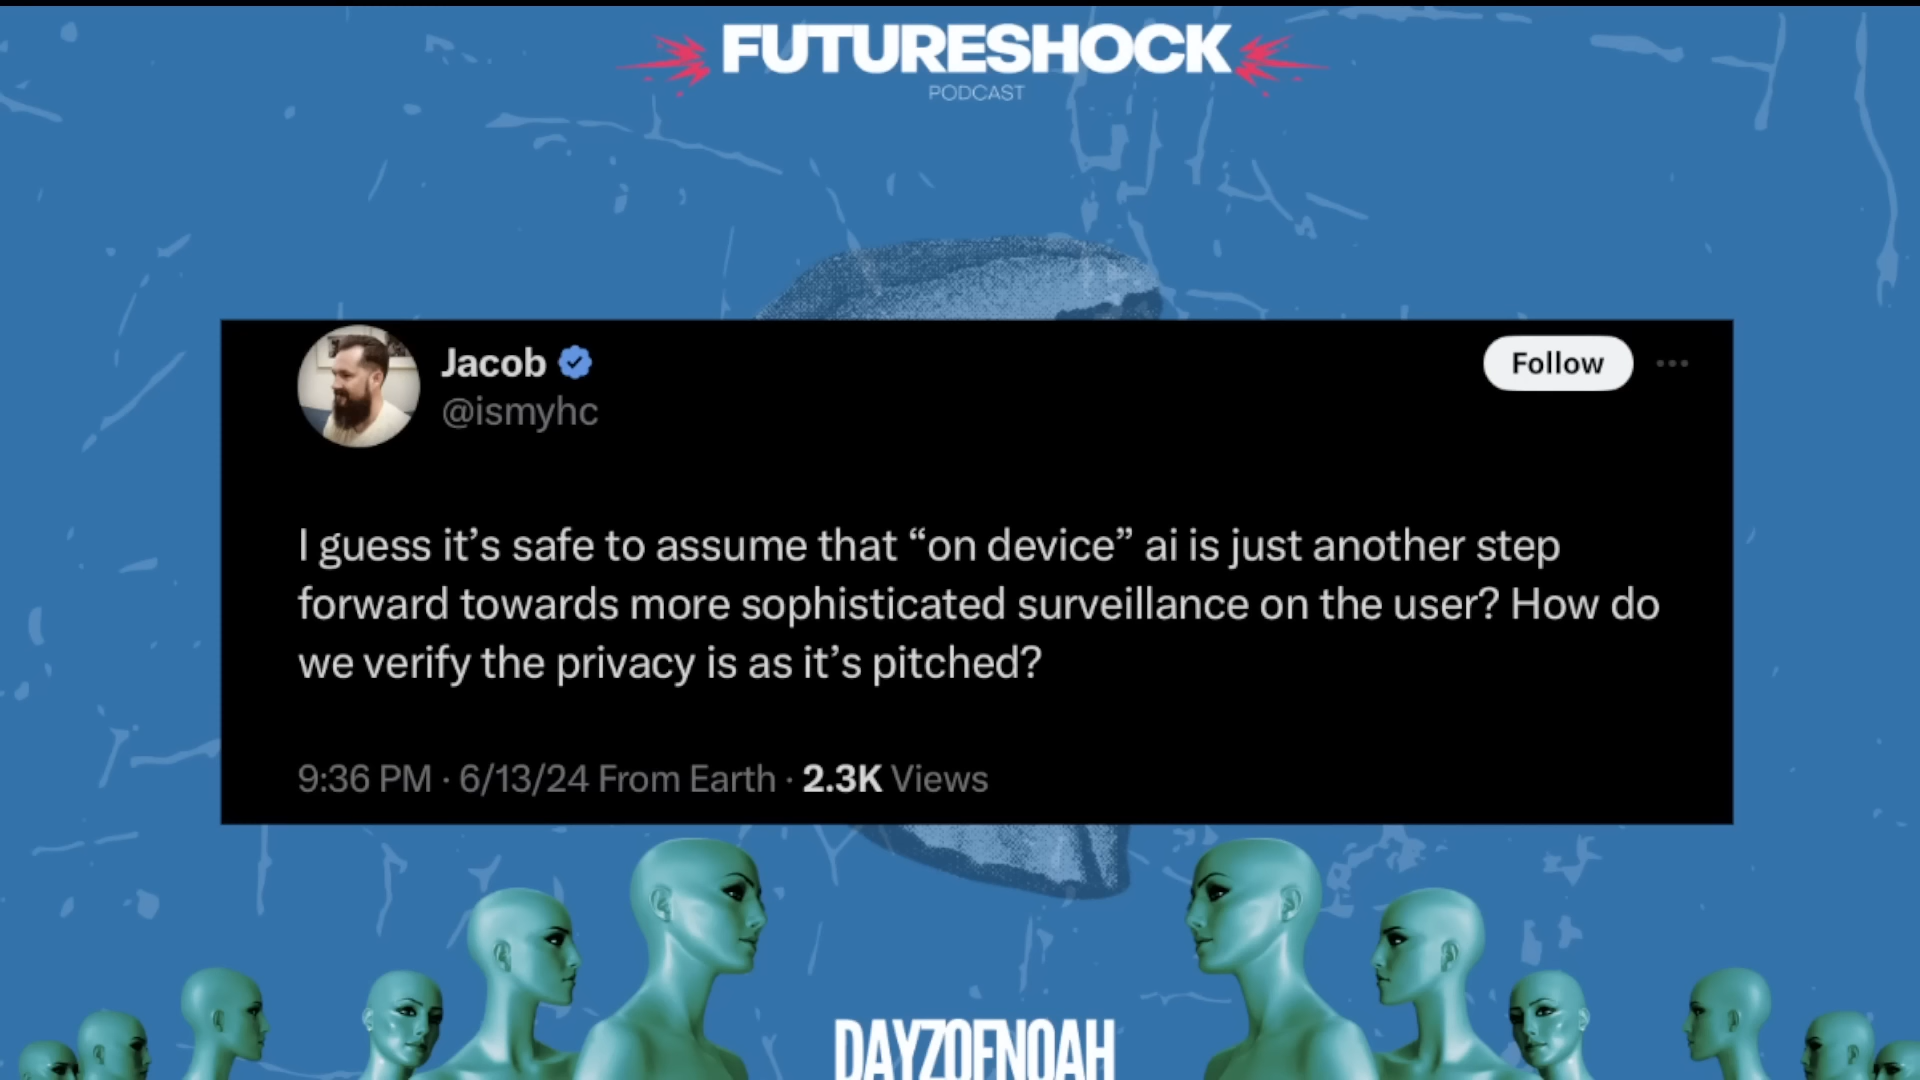 FUTURESHOCK
PODCAST
Jacob
@ismyhc
Follow
I guess it’s safe to assume that “on device” ai is just another step
forward towards more sophisticated surveillance on the user? How do
we verify the privacy is as it’s pitched?
9:36 PM · 6/13/24 From Earth · 2.3K Views
DAYZOFNOAH